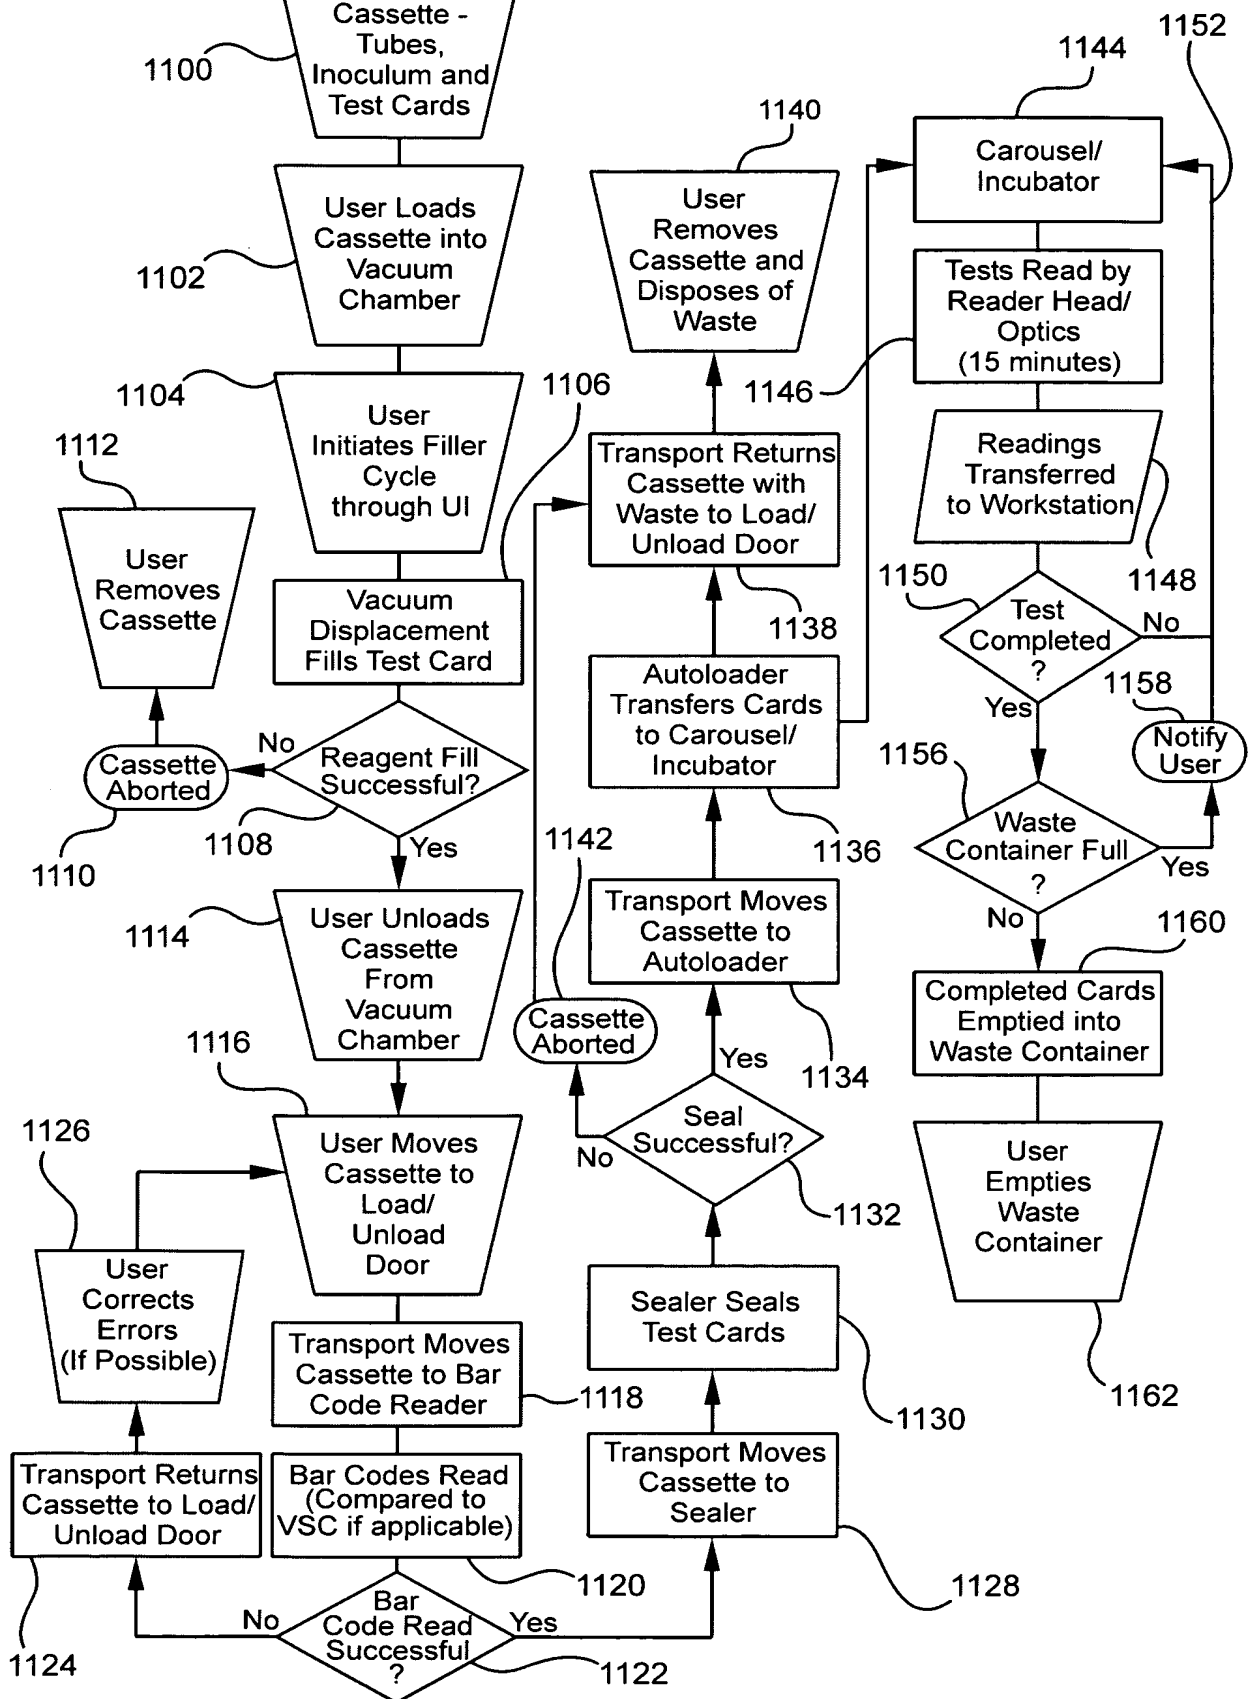 Cassette -
Tubes,
Inoculum and
Test Cards
1100
User Loads
Cassette into
Vacuum
Chamber
1102
User
Initiates Filler
Cycle
through UI
1104
1106
Vacuum
Displacement
Fills Test Card
1112
User
Removes
Cassette
No
Cassette
Aborted
1110
Reagent Fill
Successful?
1108
Yes
User Unloads
Cassette
From
Vacuum
Chamber
1114
1116
User Moves
Cassette to
Load/
Unload
Door
1126
User
Corrects
Errors
(If Possible)
Transport Moves
Cassette to Bar
Code Reader
1118
Transport Returns
Cassette to Load/
Unload Door
1124
Bar Codes Read
(Compared to
VSC if applicable)
1120
No
Bar
Code Read
Successful
?
Yes
1122
1140
User
Removes
Cassette and
Disposes of
Waste
Transport Returns
Cassette with
Waste to Load/
Unload Door
1138
Autoloader
Transfers Cards
to Carousel/
Incubator
1136
1142
Cassette
Aborted
Transport Moves
Cassette to
Autoloader
1134
Yes
Seal
Successful?
No
1132
Sealer Seals
Test Cards
1130
Transport Moves
Cassette to
Sealer
1128
1152
1144
Carousel/
Incubator
Tests Read by
Reader Head/
Optics
(15 minutes)
1146
Readings
Transferred
to Workstation
1148
1150
Test
Completed
?
No
Yes
1158
Notify
User
1156
Waste
Container Full
?
Yes
No
1160
Completed Cards
Emptied into
Waste Container
User
Empties
Waste
Container
1162